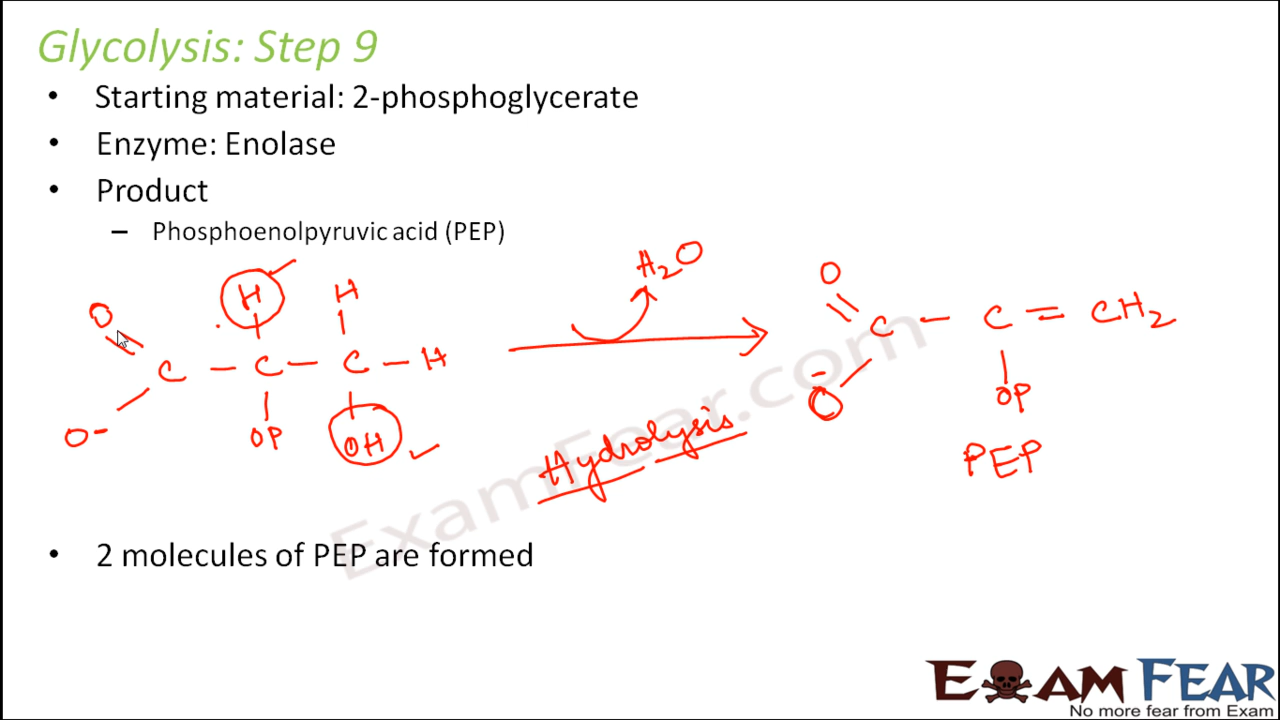 Glycolysis: Step 9
• Starting material: 2-phosphoglycerate
• Enzyme: Enolase
• Product
– Phosphoenolpyruvic acid (PEP)
H2O
O H H O
C - C - C - H C - C = CH2
O- OP OH O- OP
Hydrolysis
PEP
• 2 molecules of PEP are formed
ExamFear.com
EXAM FEAR
No more fear from Exam